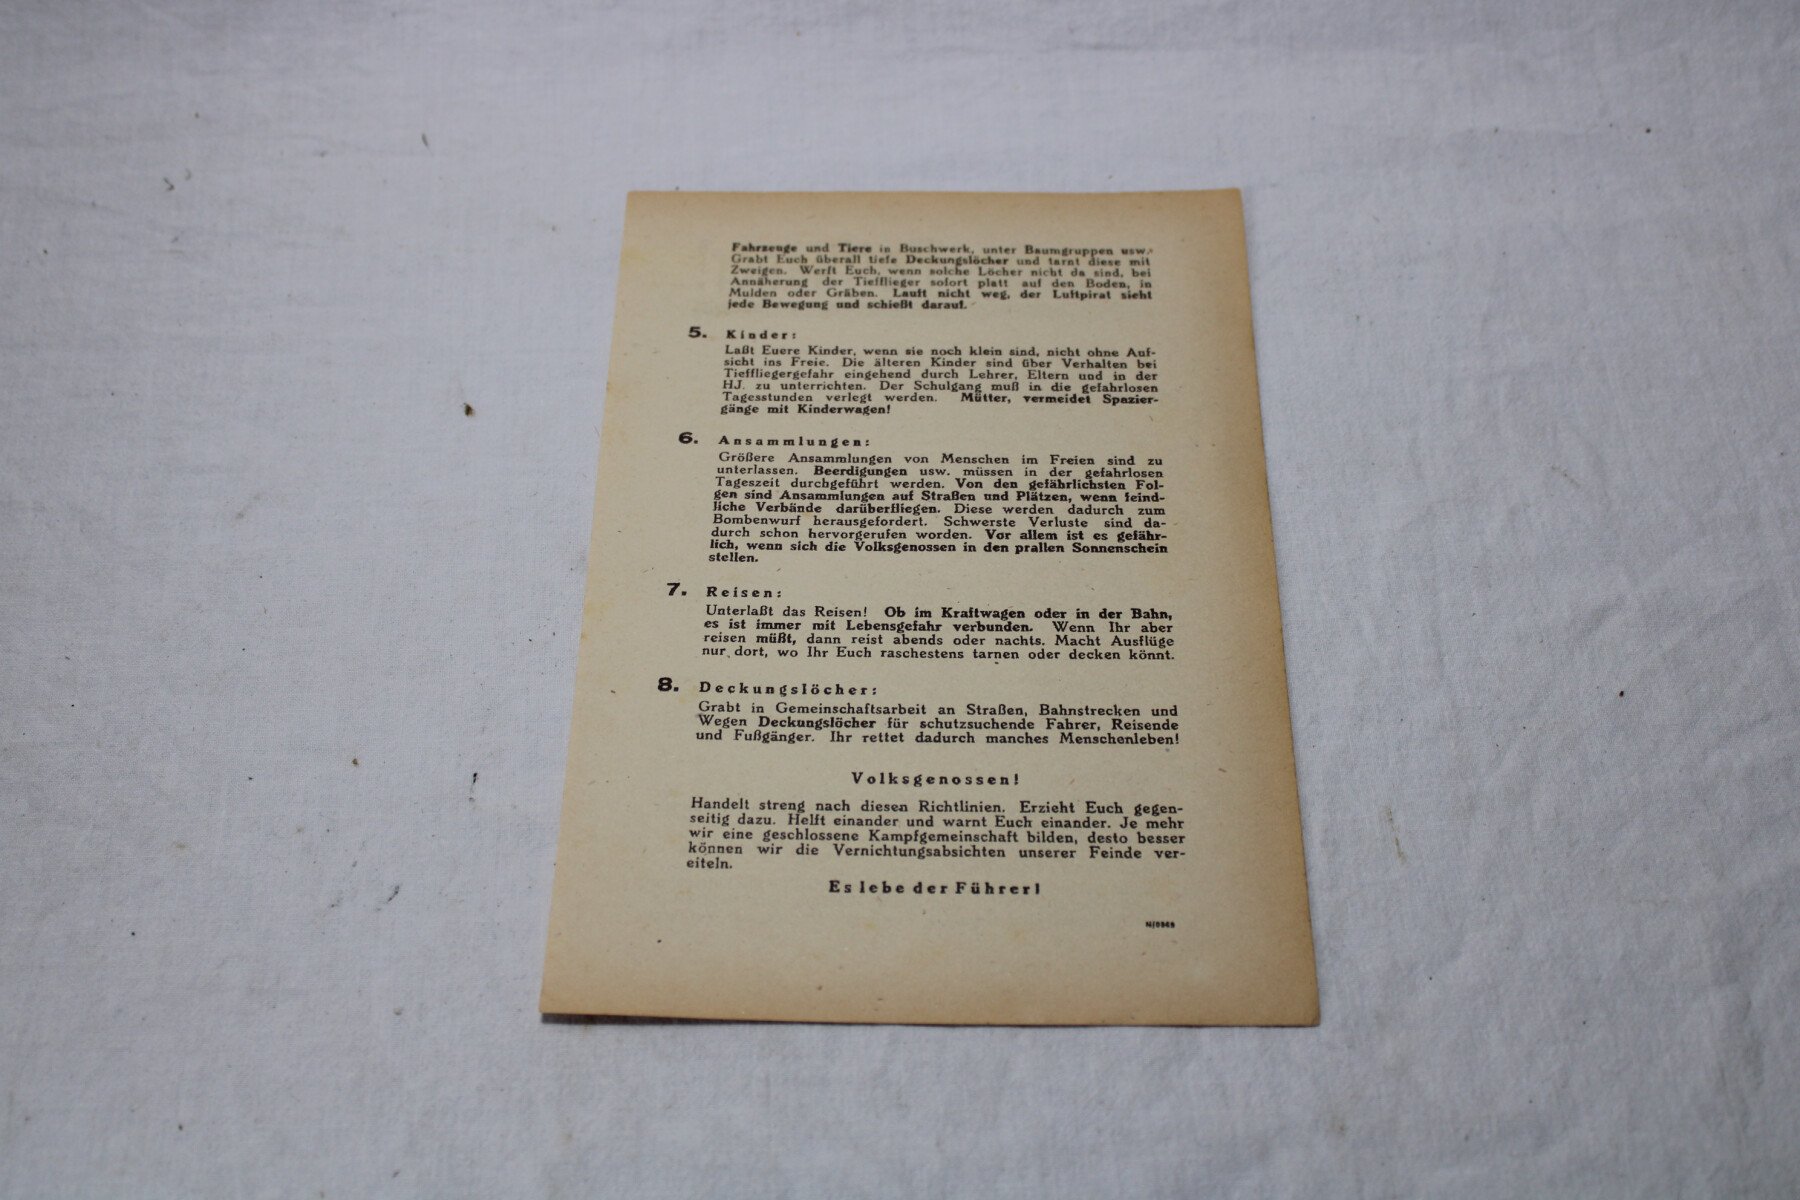 Fahrzeuge und Tiere in Buschwerk, unter Baumgruppen usw.
Grabt Euch überall tiefe Deckungslöcher und tarnt diese mit
Zweigen. Werft Euch, wenn solche Löcher nicht da sind, bei
Annäherung der Tiefflieger sofort platt auf den Boden, in
Mulden oder Gräben. Lauft nicht weg, der Luftpirat sieht
jede Bewegung und schießt darauf.
5. Kinder:
Laßt Euere Kinder, wenn sie noch klein sind, nicht ohne Auf-
sicht ins Freie. Die älteren Kinder sind über Verhalten bei
Tieffliegergefahr eingehend durch Lehrer, Eltern und in der
HJ. zu unterrichten. Der Schulgang muß in die gefahrlosen
Tagesstunden verlegt werden. Mütter, vermeidet Spazier-
gänge mit Kinderwagen!
6. Ansammlungen:
Größere Ansammlungen von Menschen im Freien sind zu
unterlassen. Beerdigungen usw. müssen in der gefahrlosen
Tageszeit durchgeführt werden. Von den gefährlichsten Fol-
gen sind Ansammlungen auf Straßen und Plätzen, wenn feind-
liche Verbände darüberfliegen. Diese werden dadurch zum
Bombenwurf herausgefordert. Schwerste Verluste sind da-
durch schon hervorgerufen worden. Vor allem ist es gefähr-
lich, wenn sich die Volksgenossen in den prallen Sonnenschein
stellen.
7. Reisen:
Unterlaßt das Reisen! Ob im Kraftwagen oder in der Bahn,
es ist immer mit Lebensgefahr verbunden. Wenn Ihr aber
reisen müßt, dann reist abends oder nachts. Macht Ausflüge
nur dort, wo Ihr Euch raschestens tarnen oder decken könnt.
8. Deckungslöcher:
Grabt in Gemeinschaftsarbeit an Straßen, Bahnstrecken und
Wegen Deckungslöcher für schutzsuchende Fahrer, Reisende
und Fußgänger. Ihr rettet dadurch manches Menschenleben!
Volksgenossen!
Handelt streng nach diesen Richtlinien. Erzieht Euch gegen-
seitig dazu. Helft einander und warnt Euch einander. Je mehr
wir eine geschlossene Kampfgemeinschaft bilden, desto besser
können wir die Vernichtungsabsichten unserer Feinde ver-
eiteln.
Es lebe der Führer!